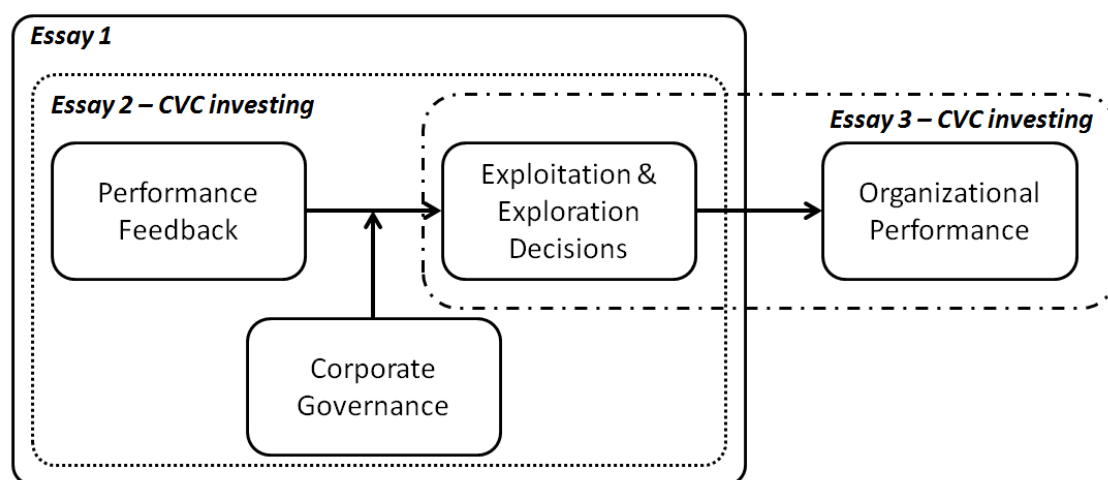 Essay 1
Essay 2 – CVC investing
Essay 3 – CVC investing
Performance
Feedback
Exploitation &
Exploration
Decisions
Organizational
Performance
Corporate
Governance